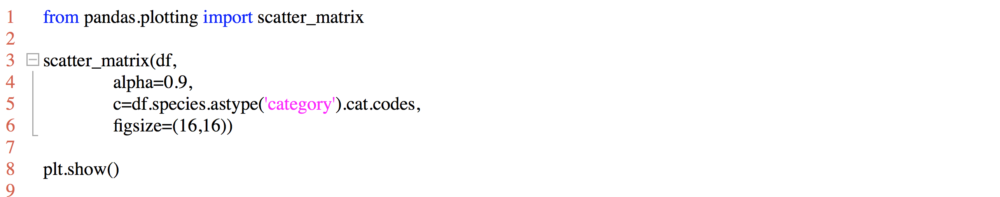 1 from pandas.plotting import scatter_matrix
2
3 scatter_matrix(df,
4 alpha=0.9,
5 c=df.species.astype('category').cat.codes,
6 figsize=(16,16))
7
8 plt.show()
9